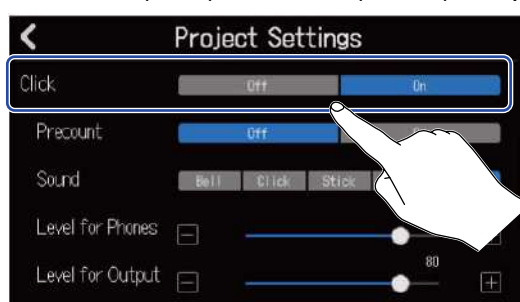 Project Settings
Click Off On
Precount Off
Sound Bell Click Stick
Level for Phones
80
Level for Output